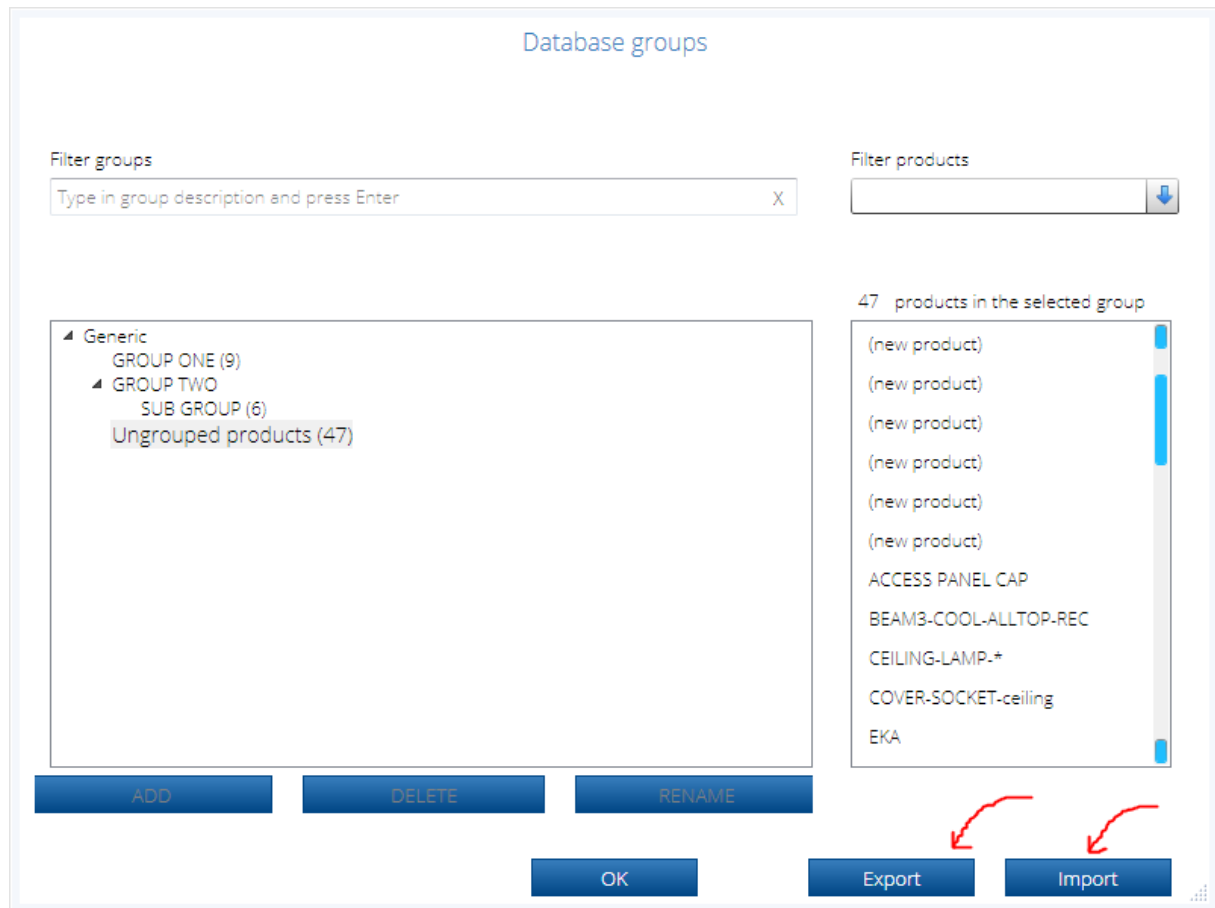 Database groups
Filter groups
Filter products
Type in group description and press Enter X
47 products in the selected group
Generic
GROUP ONE (9)
GROUP TWO
SUB GROUP (6)
Ungrouped products (47)
(new product)
(new product)
(new product)
(new product)
(new product)
(new product)
ACCESS PANEL CAP
BEAM3-COOL-ALLTOP-REC
CEILING-LAMP-*
COVER-SOCKET-ceiling
EKA
ADD DELETE RENAME
OK Export Import